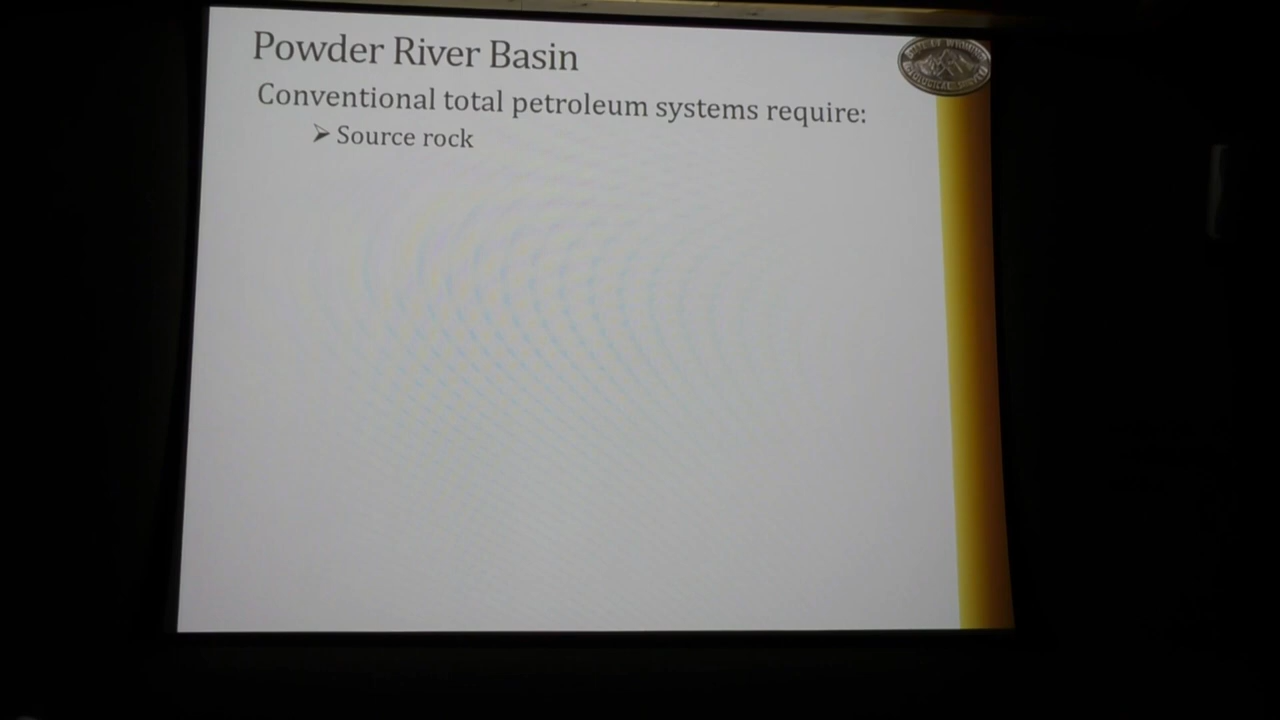 Powder River Basin
Conventional total petroleum systems require:
➢ Source rock